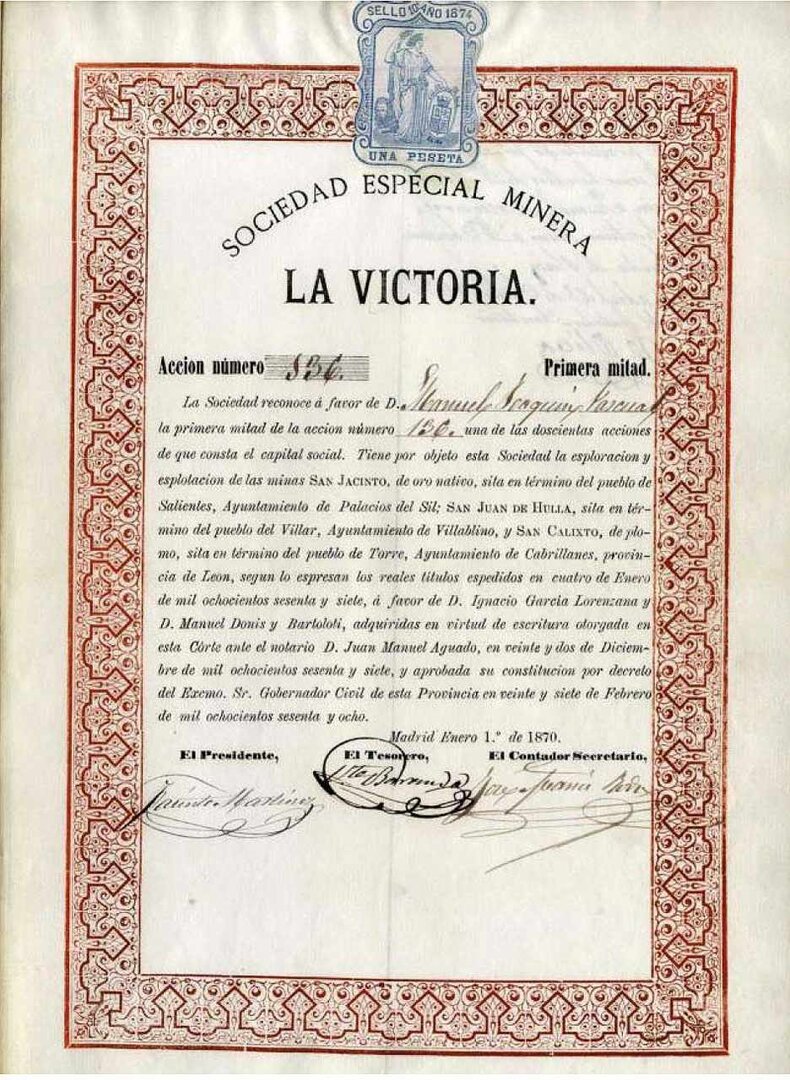 SELLO 10º AÑO 1874
UNA PESETA
SOCIEDAD ESPECIAL MINERA
LA VICTORIA.
Accion número 136. Primera mitad.
La Sociedad reconoce á favor de D. Manuel Joaquin Pascual
la primera mitad de la accion número 136. una de las doscientas acciones
de que consta el capital social. Tiene por objeto esta Sociedad la esploracion y
esplotacion de las minas SAN JACINTO, de oro nativo, sita en término del pueblo de
Salientes, Ayuntamiento de Palacios del Sil; SAN JUAN DE HULLA, sita en tér-
mino del pueblo del Villar, Ayuntamiento de Villablino, y SAN CALIXTO, de plo-
mo, sita en término del pueblo de Torre, Ayuntamiento de Cabrillanes, provin-
cia de Leon, segun lo espresan los reales títulos espedidos en cuatro de Enero
de mil ochocientos sesenta y siete, á favor de D. Ignacio García Lorenzana y
D. Manuel Donis y Bartoloti, adquiridas en virtud de escritura otorgada en
esta Córte ante el notario D. Juan Manuel Aguado, en veinte y dos de Diciem-
bre de mil ochocientos sesenta y siete, y aprobada su constitucion por decreto
del Excmo. Sr. Gobernador Civil de esta Provincia en veinte y siete de Febrero
de mil ochocientos sesenta y ocho.
Madrid Enero 1.º de 1870.
El Presidente, El Tesorero, El Contador Secretario,
Martinez Barranda